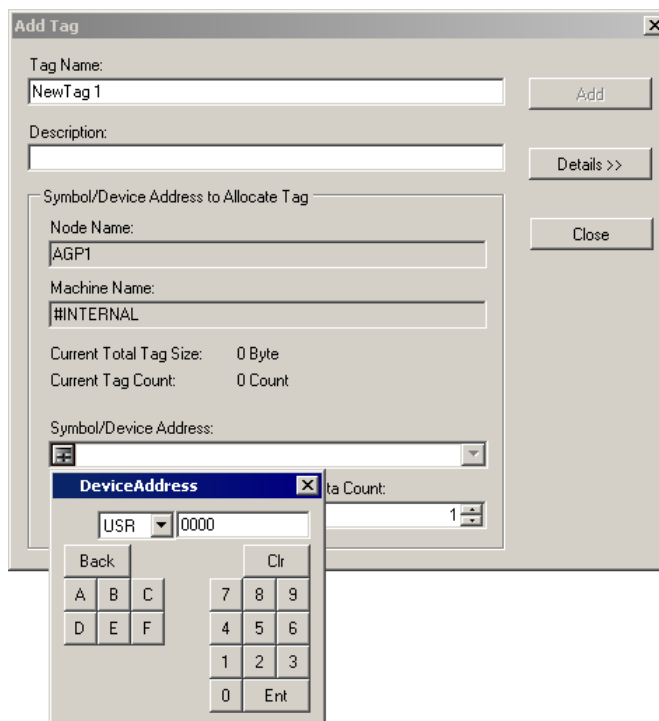 Add Tag
Tag Name:
NewTag 1
Add
Description:
Details >>
Symbol/Device Address to Allocate Tag
Node Name:
Close
AGP1
Machine Name:
#INTERNAL
Current Total Tag Size: 0 Byte
Current Tag Count: 0 Count
Symbol/Device Address:
DeviceAddress
ta Count:
USR 0000
1
Back Clr
A B C 7 8 9
D E F 4 5 6
1 2 3
0 Ent